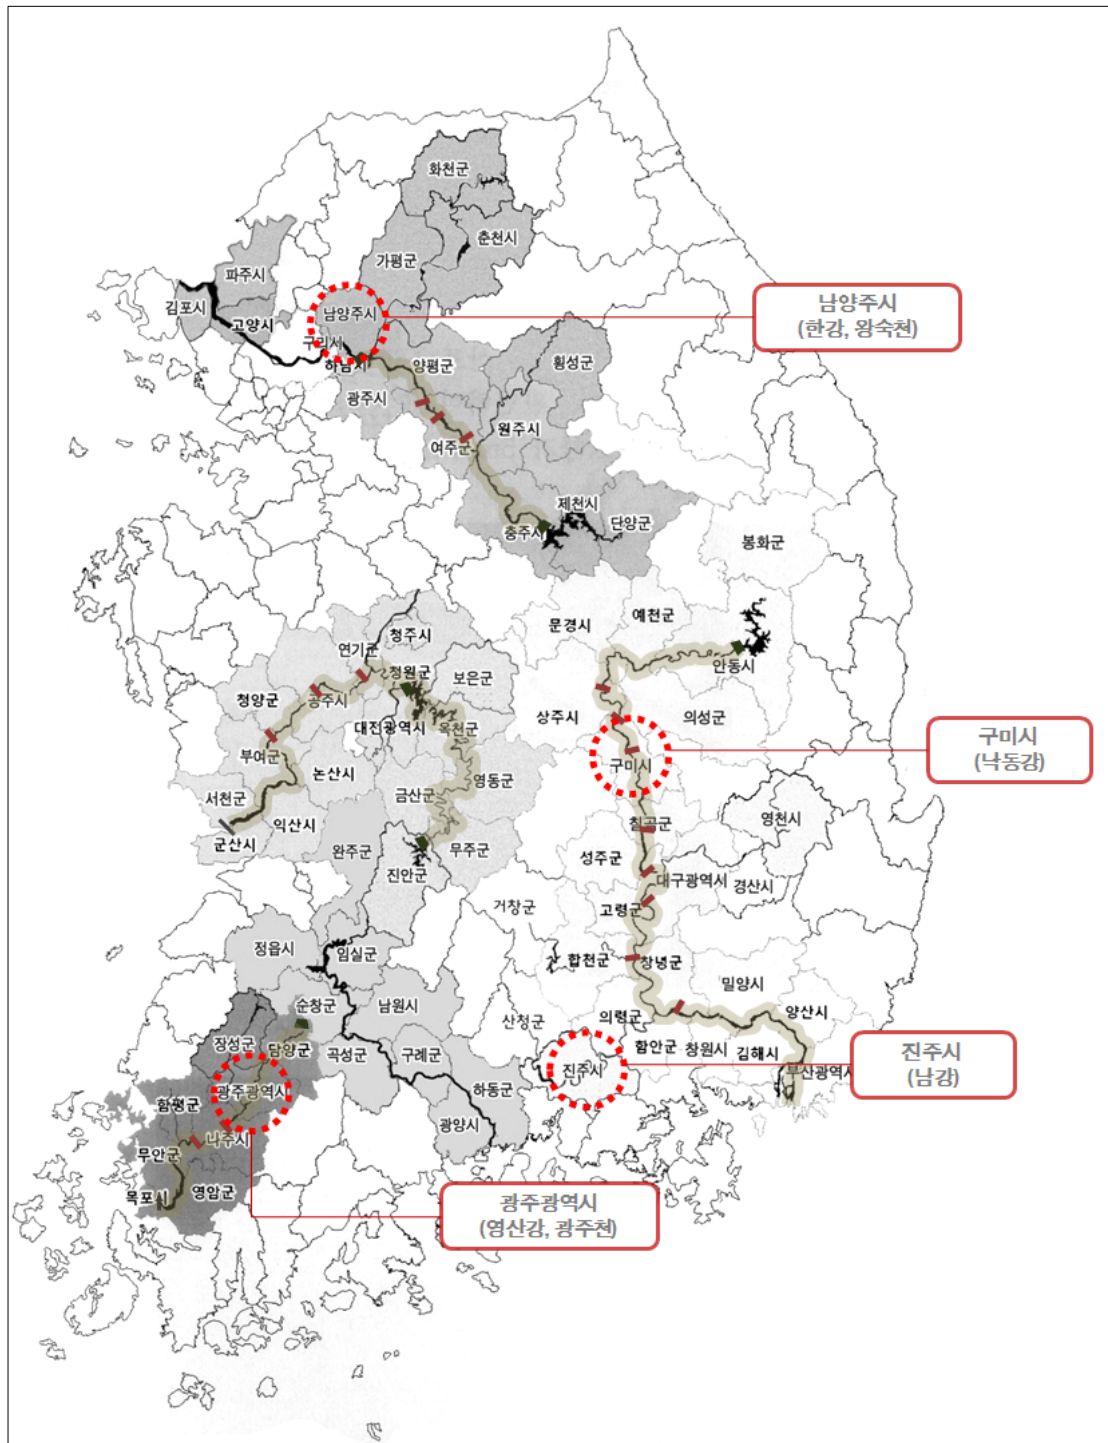 화천군
춘천시
가평군
파주시
김포시
고양시
남양주시
구리시
하남시
남양주시
(한강, 왕숙천)
양평군
횡성군
광주시
원주시
여주군
제천시
단양군
충주시
봉화군
예천군
문경시
청주시
연기군
청원군
보은군
안동시
청양군
공주시
상주시
의성군
대전광역시
옥천군
부여군
구미시
구미시
(낙동강)
논산시
영동군
금산군
서천군
익산시
칠곡군
영천시
군산시
완주군
무주군
성주군
진안군
대구광역시
경산시
거창군
고령군
정읍시
임실군
합천군
창녕군
밀양시
순창군
남원시
양산시
산청군
의령군
장성군
담양군
곡성군
구례군
함안군
창원시
김해시
진주시
부산광역시
진주시
(남강)
광주광역시
하동군
함평군
광양시
나주시
무안군
영암군
목포시
광주광역시
(영산강, 광주천)